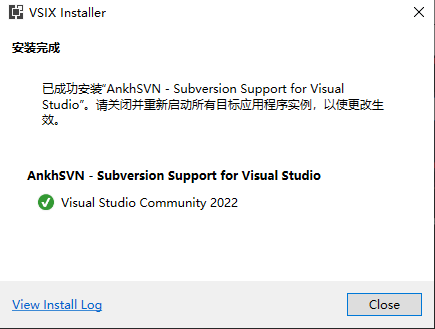 VSIX Installer
安装完成
已成功安装"AnkhSVN - Subversion Support for Visual
Studio"。请关闭并重新启动所有目标应用程序实例，以使更改生
效。
AnkhSVN - Subversion Support for Visual Studio
Visual Studio Community 2022
View Install Log
Close